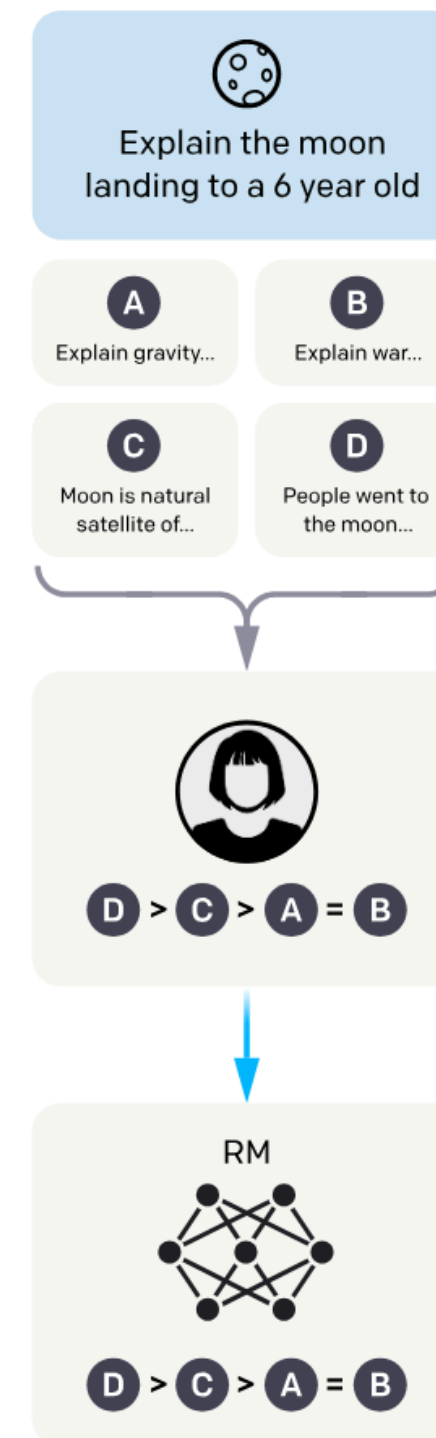 Explain the moon
landing to a 6 year old
A
Explain gravity...
B
Explain war...
C
Moon is natural
satellite of...
D
People went to
the moon...
D > C > A = B
RM
D > C > A = B